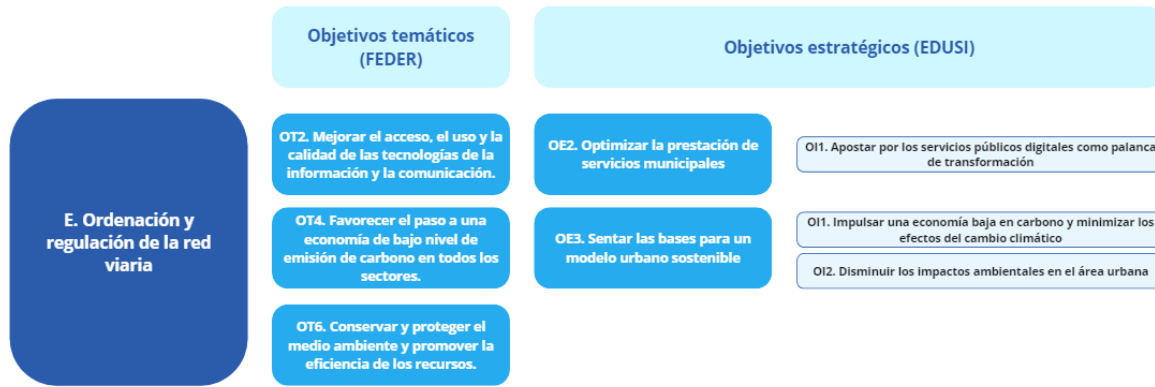 Objetivos temáticos
(FEDER)
Objetivos estratégicos (EDUSI)
E. Ordenación y
regulación de la red
viaria
OT2. Mejorar el acceso, el uso y la
calidad de las tecnologías de la
información y la comunicación.
OE2. Optimizar la prestación de
servicios municipales
OI1. Apostar por los servicios públicos digitales como palanca
de transformación
OT4. Favorecer el paso a una
economía de bajo nivel de
emisión de carbono en todos los
sectores.
OE3. Sentar las bases para un
modelo urbano sostenible
OI1. Impulsar una economía baja en carbono y minimizar los
efectos del cambio climático
OI2. Disminuir los impactos ambientales en el área urbana
OT6. Conservar y proteger el
medio ambiente y promover la
eficiencia de los recursos.